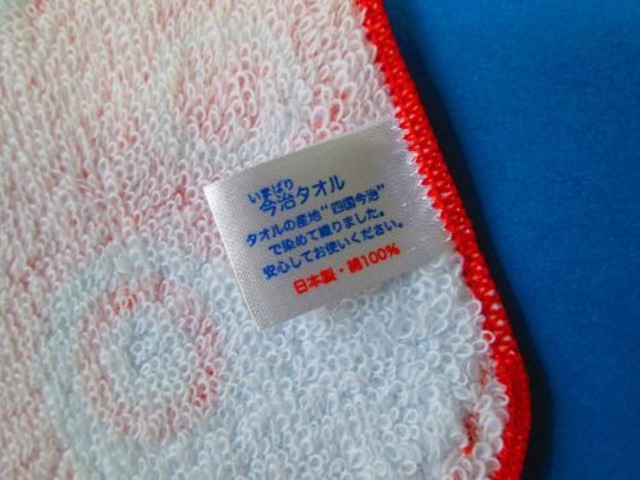 いまばり
今治タオル
タオルの産地"四国今治"
で染めて織りました。
安心してお使いください。
日本製・綿100%